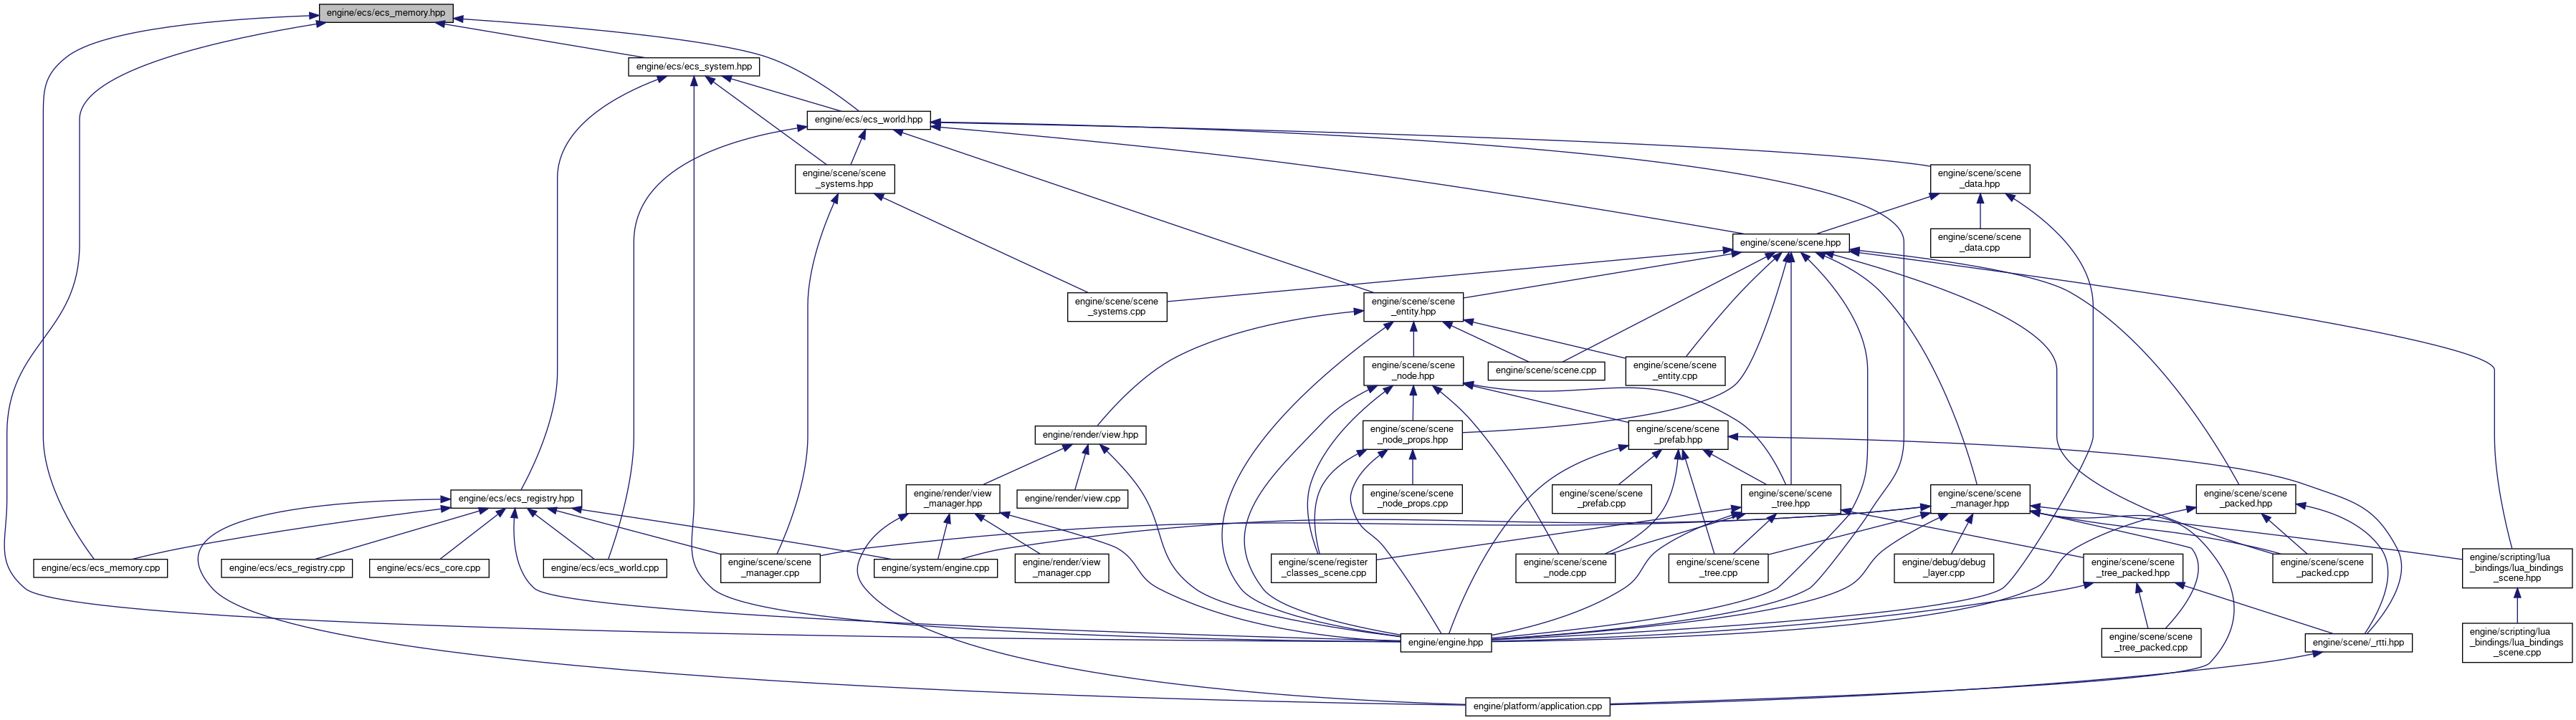 engine/ecs/ecs_memory.hpp
engine/ecs/ecs_system.hpp
engine/ecs/ecs_world.hpp
engine/scene/scene
_systems.hpp
engine/scene/scene
_data.hpp
engine/scene/scene.hpp
engine/scene/scene
_data.cpp
engine/scene/scene
_systems.cpp
engine/scene/scene
_entity.hpp
engine/scene/scene
_node.hpp
engine/scene/scene.cpp
engine/scene/scene
_entity.cpp
engine/render/view.hpp
engine/scene/scene
_node_props.hpp
engine/scene/scene
_prefab.hpp
engine/ecs/ecs_registry.hpp
engine/render/view
_manager.hpp
engine/render/view.cpp
engine/scene/scene
_node_props.cpp
engine/scene/scene
_prefab.cpp
engine/scene/scene
_tree.hpp
engine/scene/scene
_manager.hpp
engine/scene/scene
_packed.hpp
engine/ecs/ecs_memory.cpp
engine/ecs/ecs_registry.cpp
engine/ecs/ecs_core.cpp
engine/ecs/ecs_world.cpp
engine/scene/scene
_manager.cpp
engine/system/engine.cpp
engine/render/view
_manager.cpp
engine/scene/register
_classes_scene.cpp
engine/scene/scene
_node.cpp
engine/scene/scene
_tree.cpp
engine/debug/debug
_layer.cpp
engine/scene/scene
_tree_packed.hpp
engine/scene/scene
_packed.cpp
engine/scripting/lua
_bindings/lua_bindings
_scene.hpp
engine/engine.hpp
engine/scene/scene
_tree_packed.cpp
engine/scene/_rtti.hpp
engine/scripting/lua
_bindings/lua_bindings
_scene.cpp
engine/platform/application.cpp